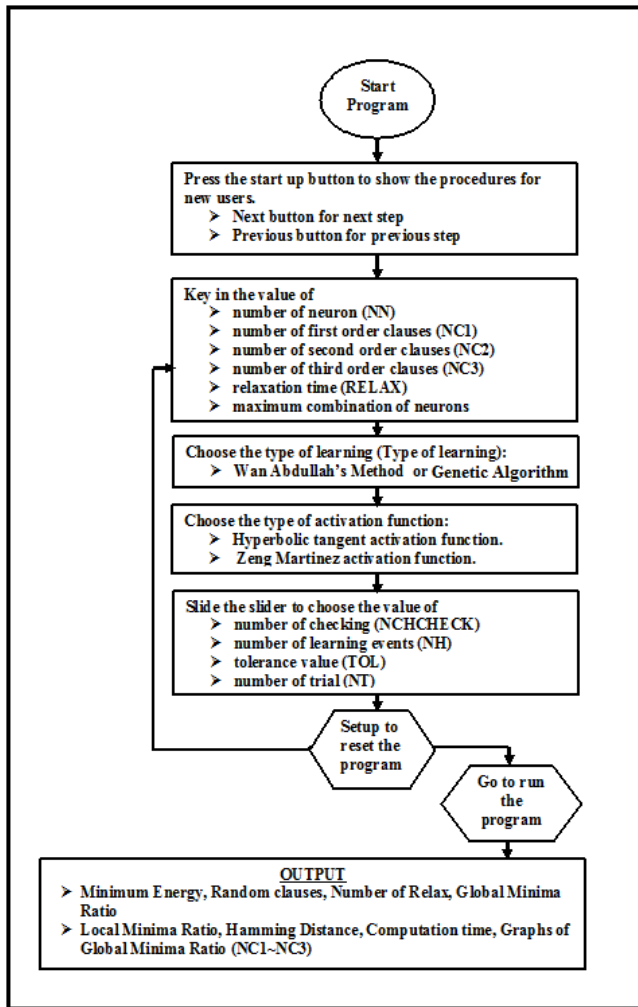 Start
Program
Press the start up button to show the procedures for
new users.
➤ Next button for next step
➤ Previous button for previous step
Key in the value of
➤ number of neuron (NN)
➤ number of first order clauses (NC1)
➤ number of second order clauses (NC2)
➤ number of third order clauses (NC3)
➤ relaxation time (RELAX)
➤ maximum combination of neurons
Choose the type of learning (Type of learning):
➤ Wan Abdullah's Method or Genetic Algorithm
Choose the type of activation function:
➤ Hyperbolic tangent activation function.
➤ Zeng Martinez activation function.
Slide the slider to choose the value of
➤ number of checking (NCHCHECK)
➤ number of learning events (NH)
➤ tolerance value (TOL)
➤ number of trial (NT)
Setup to
reset the
program
Go to run
the
program
OUTPUT
➤ Minimum Energy, Random clauses, Number of Relax, Global Minima
Ratio
➤ Local Minima Ratio, Hamming Distance, Computation time, Graphs of
Global Minima Ratio (NC1~NC3)